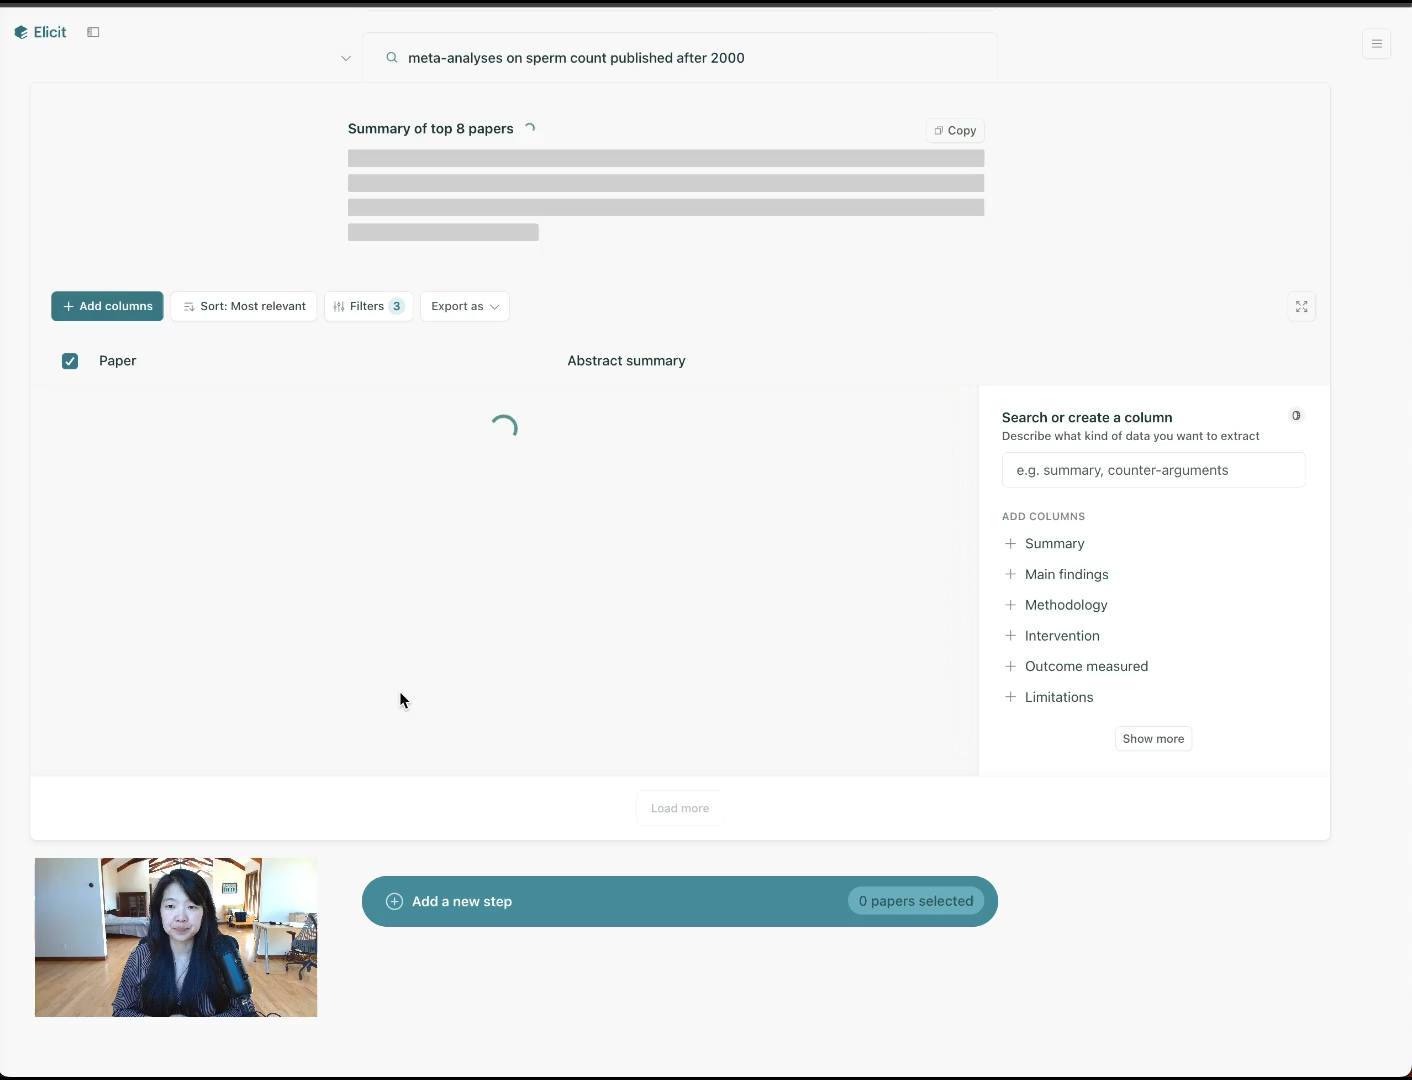 Elicit
meta-analyses on sperm count published after 2000
Summary of top 8 papers
Copy
Add columns
Sort: Most relevant
Filters 3
Export as
Paper
Abstract summary
Search or create a column
Describe what kind of data you want to extract
e.g. summary, counter-arguments
ADD COLUMNS
Summary
Main findings
Methodology
Intervention
Outcome measured
Limitations
Show more
Load more
Add a new step
0 papers selected